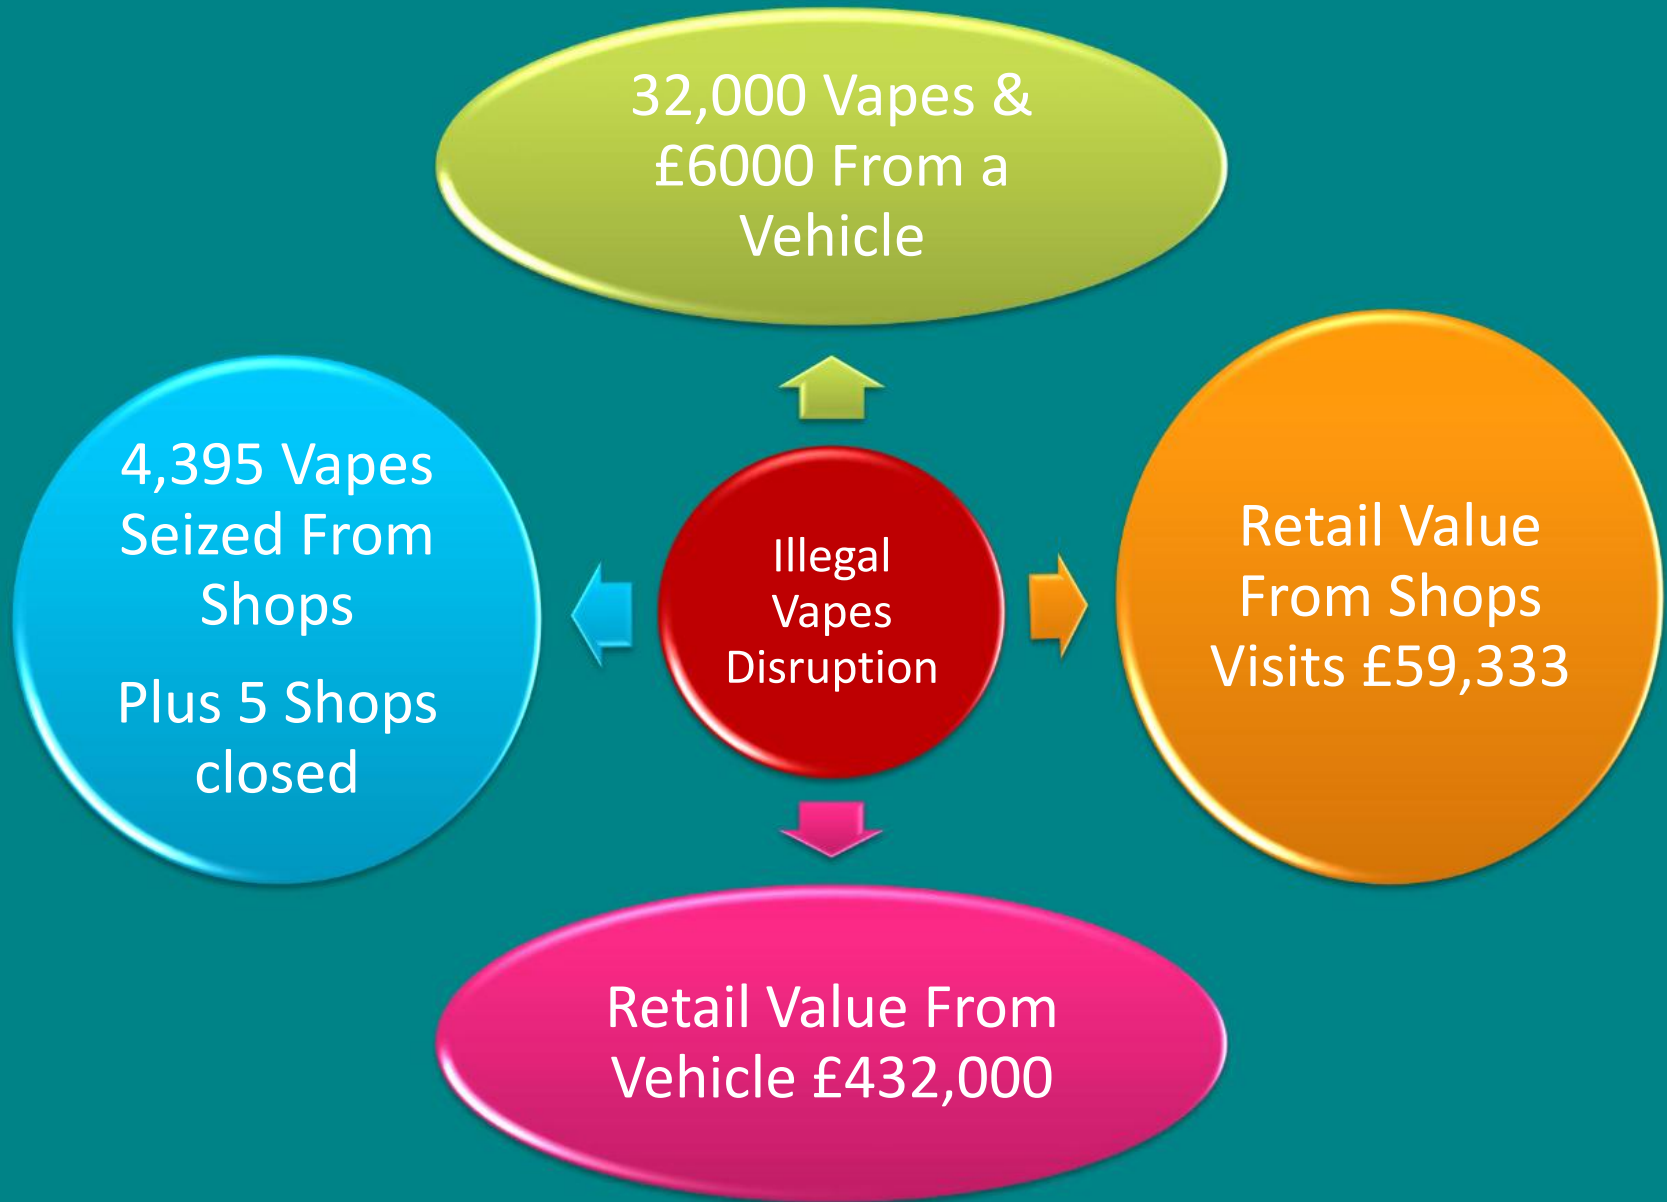 32,000 Vapes &
£6000 From a
Vehicle
4,395 Vapes
Seized From
Shops
Plus 5 Shops
closed
Illegal
Vapes
Disruption
Retail Value
From Shops
Visits £59,333
Retail Value From
Vehicle £432,000